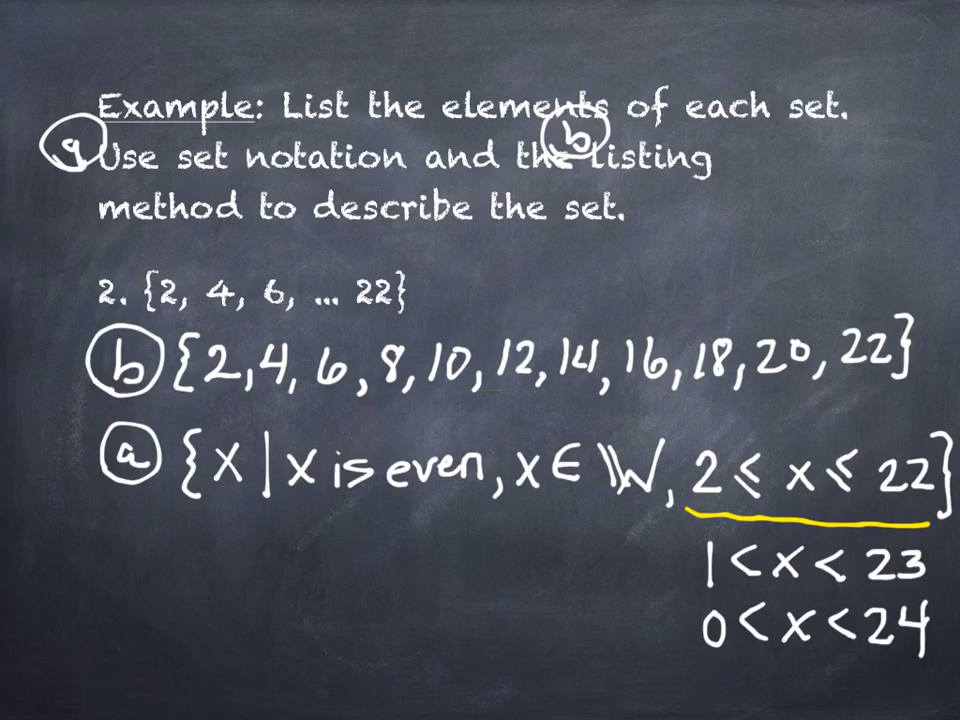 Example: List the elements of each set.
a Use set notation and the b listing
method to describe the set.
2. {2, 4, 6, ... 22}
b {2, 4, 6, 8, 10, 12, 14, 16, 18, 20, 22}
a {x | x is even, x ∈ 𝕎, 2 ≤ x ≤ 22}
1 < x < 23
0 < x < 24